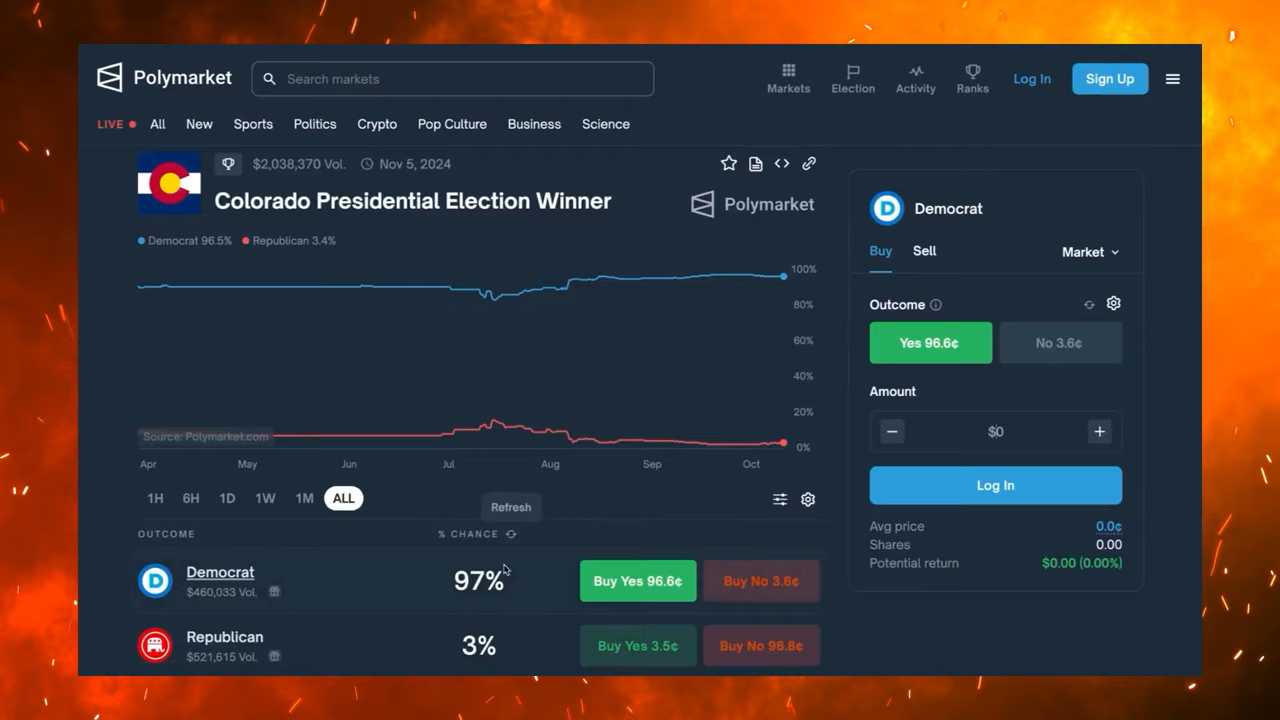 Polymarket
Search markets
Markets
Election
Activity
Ranks
Log In
Sign Up
LIVE
All
New
Sports
Politics
Crypto
Pop Culture
Business
Science
$2,038,370 Vol.
Nov 5, 2024
Colorado Presidential Election Winner
Polymarket
Democrat 96.5%
Republican 3.4%
100%
80%
60%
40%
20%
0%
Source: Polymarket.com
Apr
May
Jun
Jul
Aug
Sep
Oct
1H
6H
1D
1W
1M
ALL
Refresh
OUTCOME
% CHANCE
D
Democrat
$460,033 Vol.
97%
Buy Yes 96.6¢
Buy No 3.6¢
Republican
$521,615 Vol.
3%
Buy Yes 3.5¢
Buy No 96.8¢
D
Democrat
Buy
Sell
Market
Outcome
Yes 96.6¢
No 3.6¢
Amount
$0
Log In
Avg price
0.0¢
Shares
0.00
Potential return
$0.00 (0.00%)